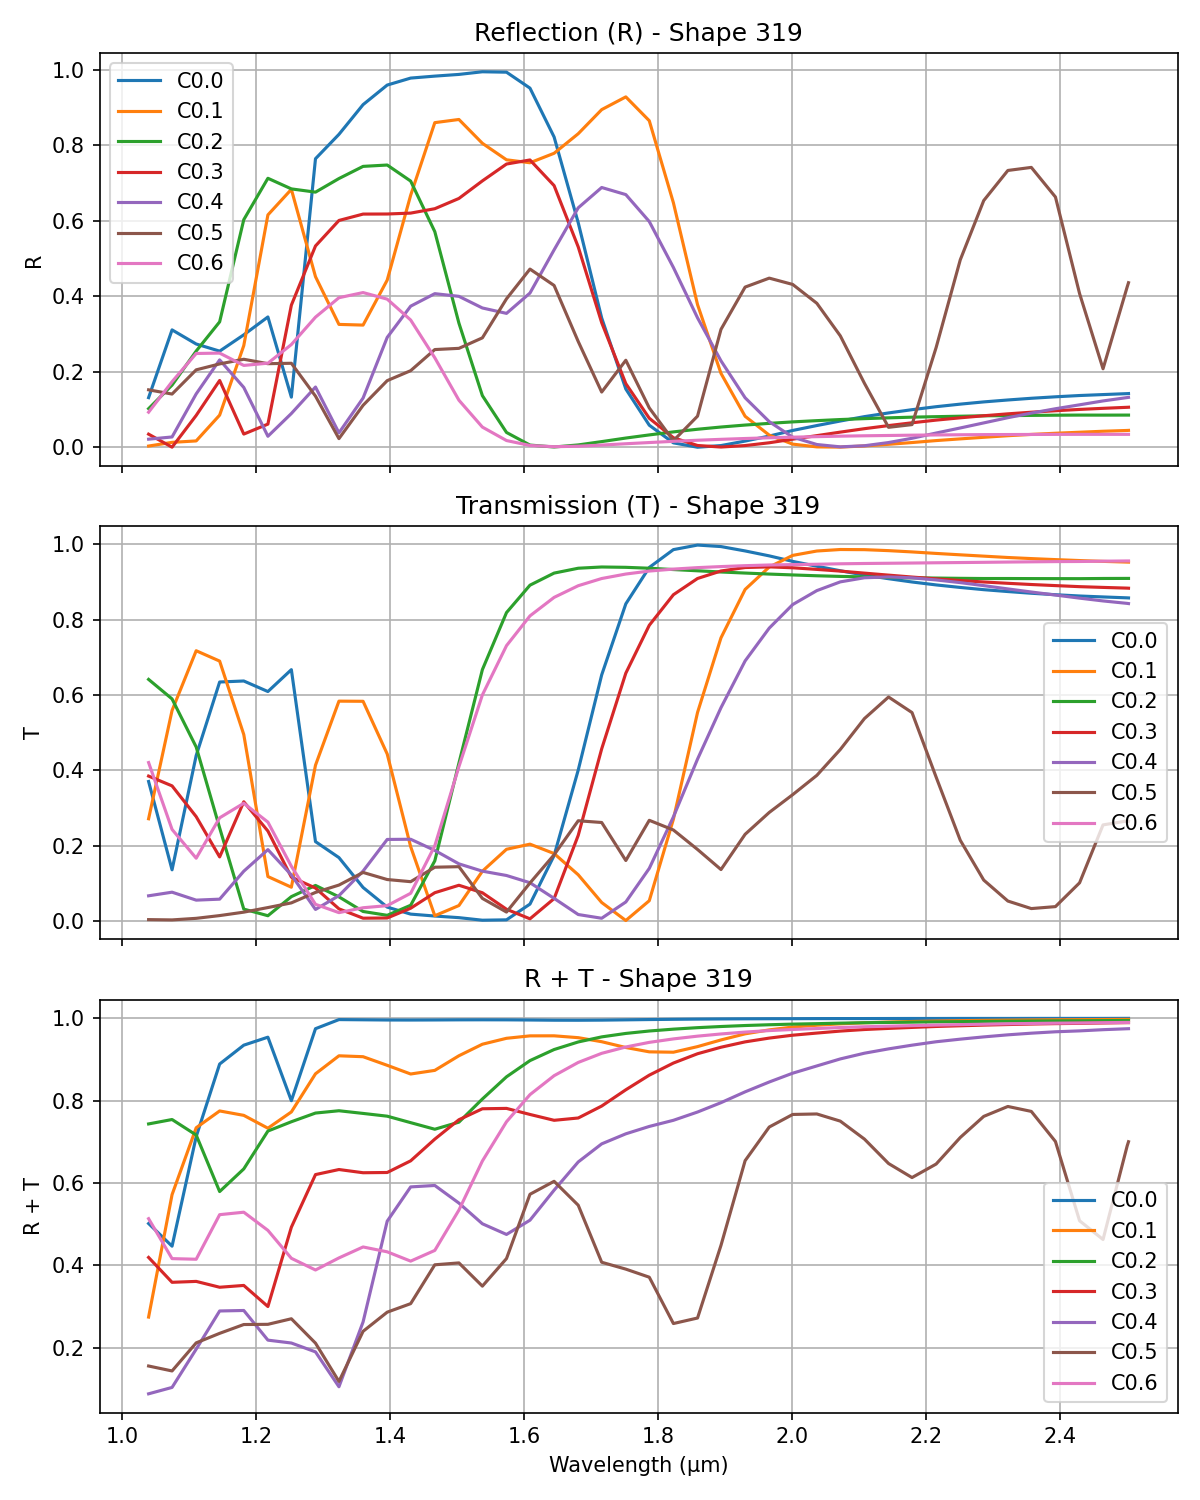 Reflection (R) - Shape 319
1.0
0.8
0.6
0.4
0.2
0.0
R
C0.0
C0.1
C0.2
C0.3
C0.4
C0.5
C0.6
Transmission (T) - Shape 319
1.0
0.8
0.6
0.4
0.2
0.0
T
C0.0
C0.1
C0.2
C0.3
C0.4
C0.5
C0.6
R + T - Shape 319
1.0
0.8
0.6
0.4
0.2
R + T
C0.0
C0.1
C0.2
C0.3
C0.4
C0.5
C0.6
1.0 1.2 1.4 1.6 1.8 2.0 2.2 2.4
Wavelength (μm)